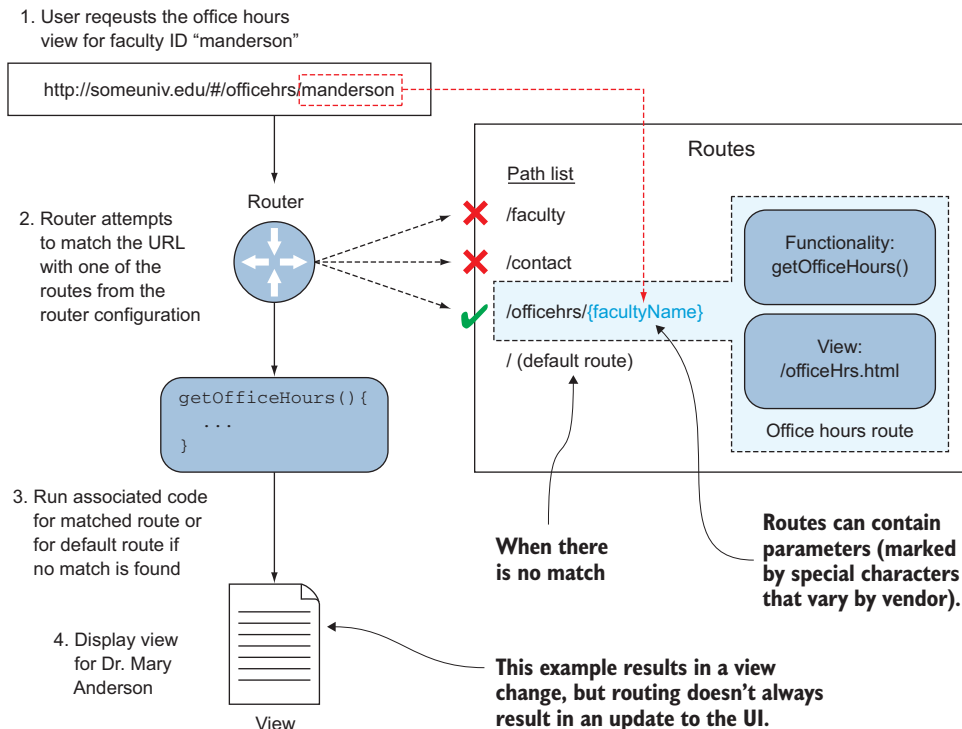 1. User reqeusts the office hours
view for faculty ID “manderson”
http://someuniv.edu/#/officehrs/manderson
Router
2. Router attempts
to match the URL
with one of the
routes from the
router configuration
Routes
Path list
/faculty
/contact
/officehrs/{facultyName}
/ (default route)
Functionality:
getOfficeHours()
View:
/officeHrs.html
Office hours route
getOfficeHours(){
...
}
3. Run associated code
for matched route or
for default route if
no match is found
When there
is no match
Routes can contain
parameters (marked
by special characters
that vary by vendor).
4. Display view
for Dr. Mary
Anderson
View
This example results in a view
change, but routing doesn’t always
result in an update to the UI.